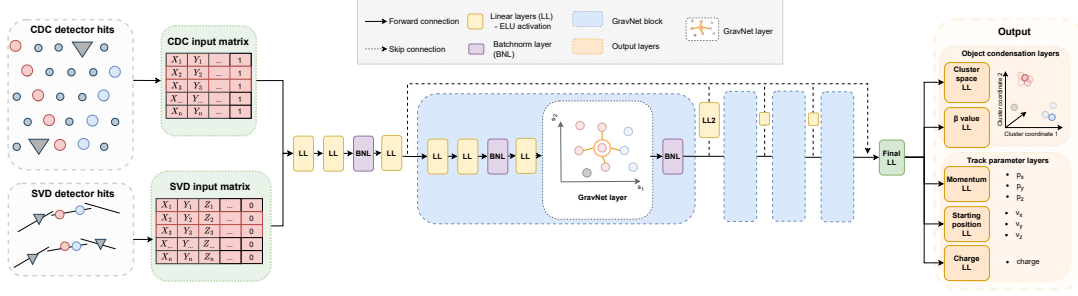 Forward connection
Skip connection
Linear layers (LL)
- ELU activation
Batchnorm layer
(BNL)
GravNet block
Output layers
GravNet layer
CDC detector hits
CDC input matrix
X1 Y1 ... 1
X2 Y2 ... 1
X3 Y3 ... 1
X... Y... ... 1
Xn Yn ... 1
SVD detector hits
SVD input matrix
X1 Y1 Z1 ... 0
X2 Y2 Z2 ... 0
X3 Y3 Z3 ... 0
X... Y... Z... ... 0
Xn Yn Zn ... 0
LL
LL
BNL
LL
LL
LL
BNL
LL
s2
s1
GravNet layer
BNL
LL2
Final
LL
Output
Object condensation layers
Cluster
space
LL
β value
LL
Cluster coordinate 2
Cluster coordinate 1
Track parameter layers
Momentum
LL
• px
• py
• pz
Starting
position
LL
• vx
• vy
• vz
Charge
LL
• charge